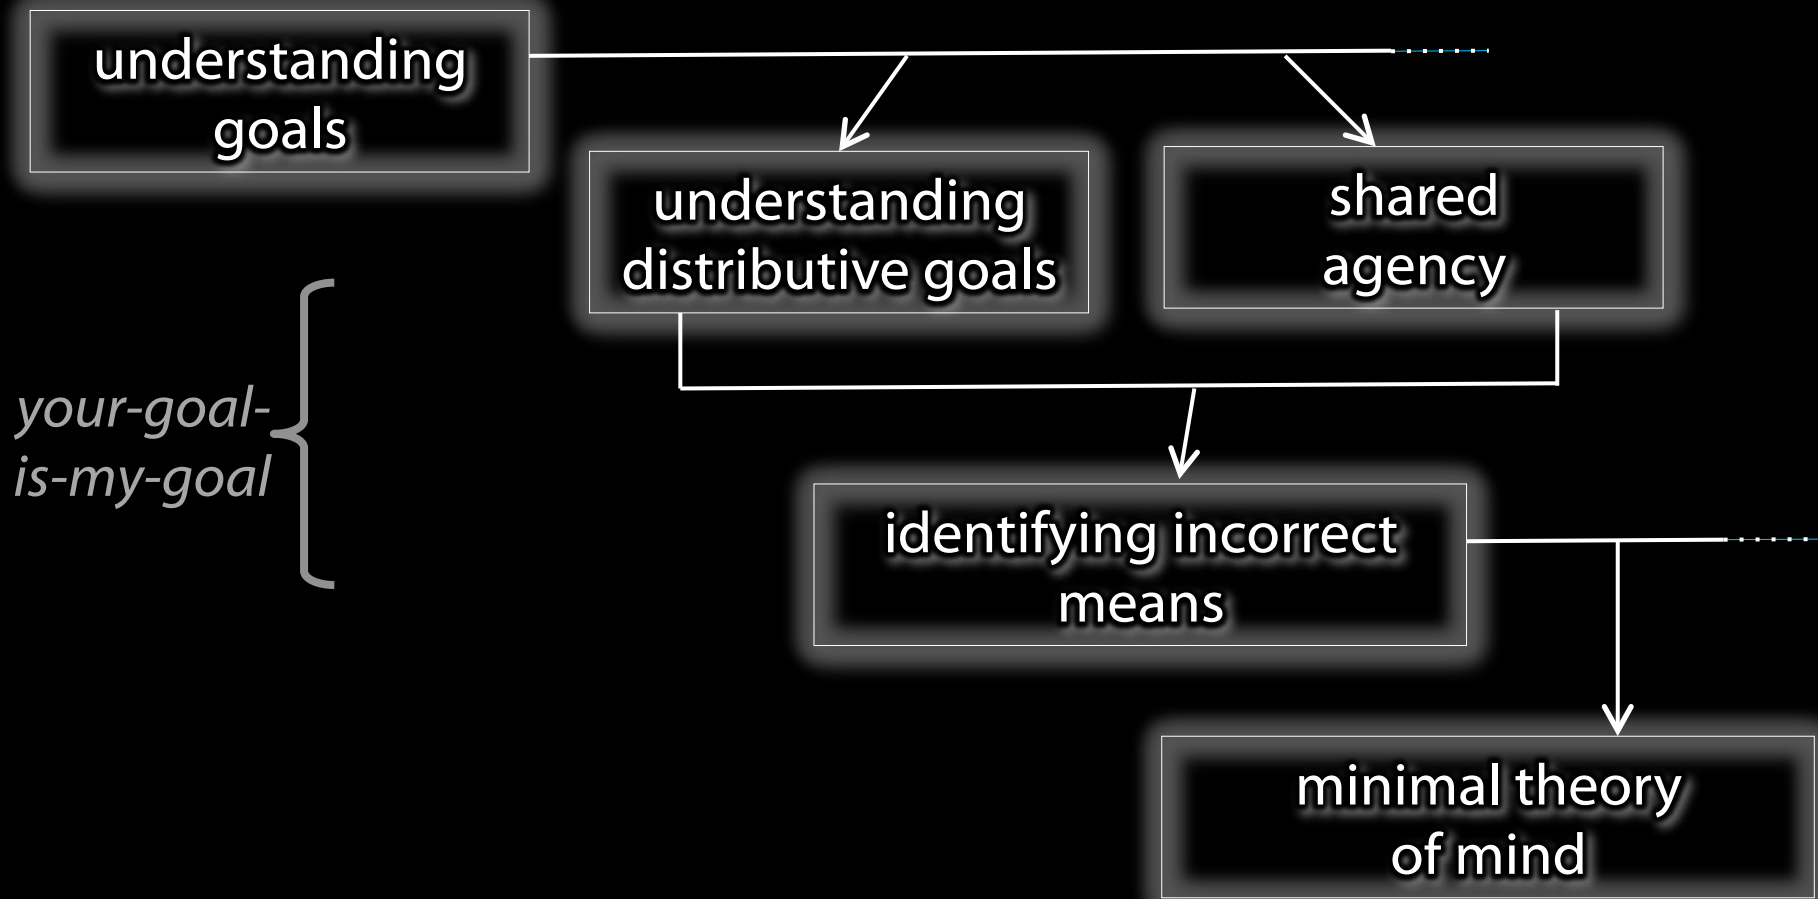 understanding
goals
understanding
distributive goals
shared
agency
your-goal-
is-my-goal
identifying incorrect
means
minimal theory
of mind